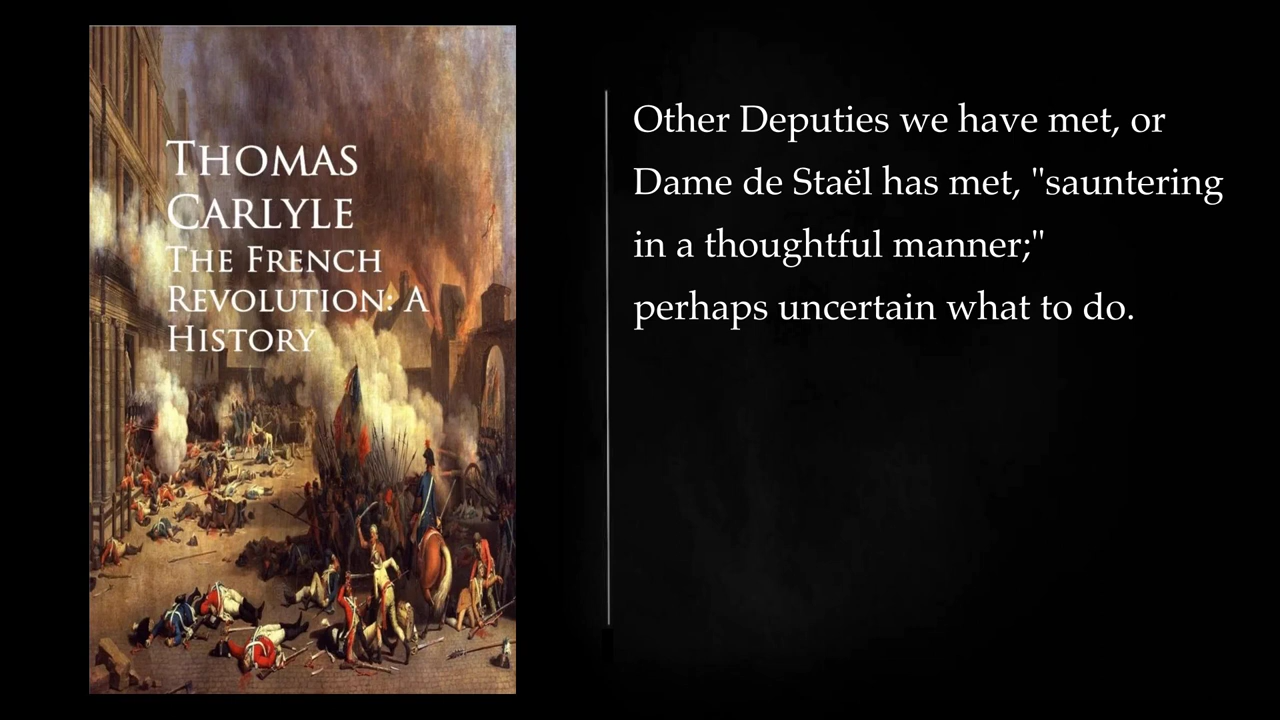 THOMAS
CARLYLE
THE FRENCH
REVOLUTION: A
HISTORY
Other Deputies we have met, or
Dame de Staël has met, "sauntering
in a thoughtful manner;"
perhaps uncertain what to do.